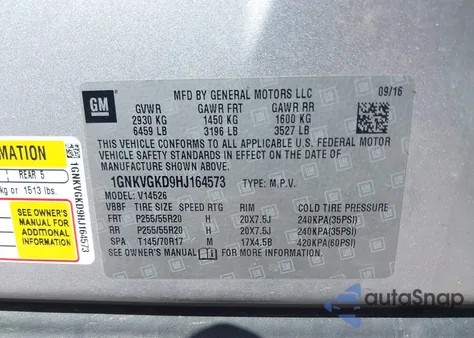 GM
MFD BY GENERAL MOTORS LLC 09/16
GVWR GAWR FRT GAWR RR
2930 KG 1450 KG 1600 KG
6459 LB 3196 LB 3527 LB
THIS VEHICLE CONFORMS TO ALL APPLICABLE U.S. FEDERAL MOTOR
VEHICLE SAFETY STANDARDS IN EFFECT ON THE DATE OF
MANUFACTURE SHOWN ABOVE.
1GNKVGKD9HJ164573 TYPE: M.P.V.
MODEL: V14526
VBBF TIRE SIZE SPEED RTG RIM COLD TIRE PRESSURE
FRT P255/55R20 H 20X7.5J 240KPA(35PSI)
RR P255/55R20 H 20X7.5J 240KPA(35PSI)
SPA T145/70R17 M 17X4.5B 420KPA(60PSI)
SEE OWNER'S MANUAL FOR ADDITIONAL INFORMATION.
MATION
REAR 5
kg or 1513 lbs.
SEE OWNER'S
MANUAL FOR
ADDITIONAL
INFORMATION
1GNKVGKD9HJ164573
autoSnap